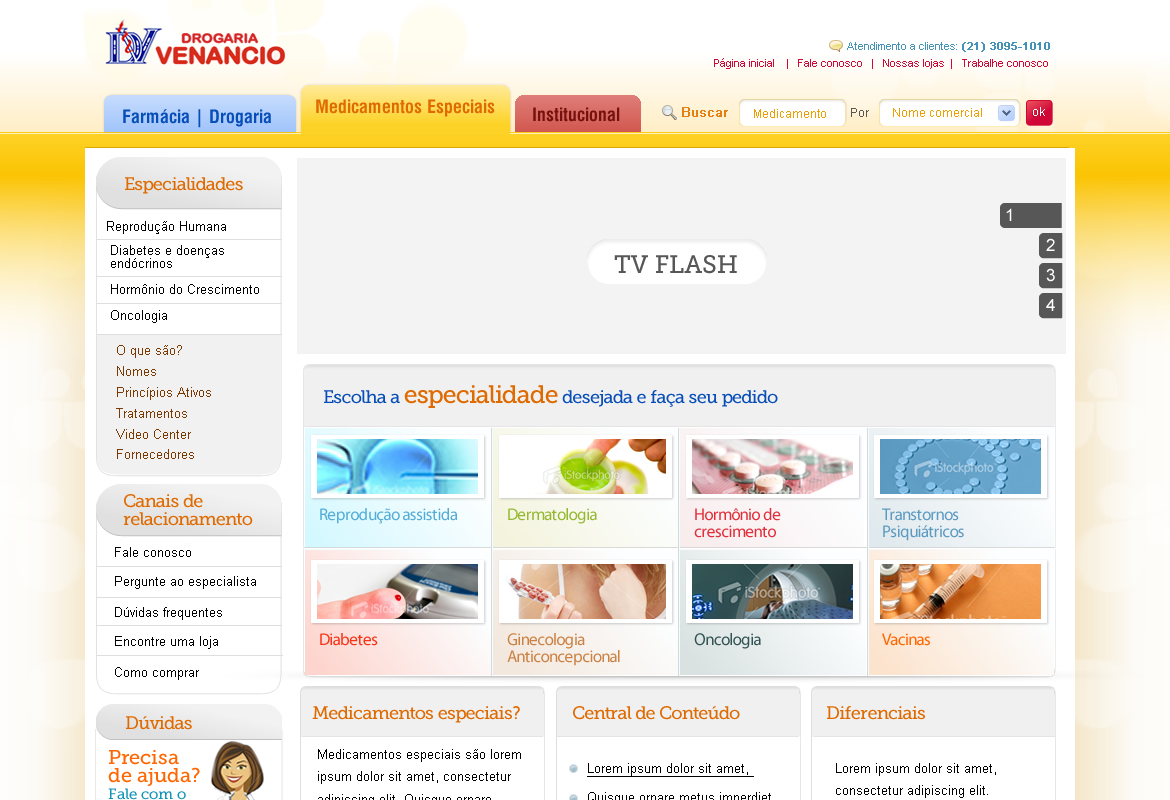 DV DROGARIA
VENANCIO
Atendimento a clientes: (21) 3095-1010
Página inicial | Fale conosco | Nossas lojas | Trabalhe conosco
Farmácia | Drogaria
Medicamentos Especiais
Institucional
Buscar
Medicamento
Por
Nome comercial
ok
Especialidades
Reprodução Humana
Diabetes e doenças
endócrinos
Hormônio do Crescimento
Oncologia
O que são?
Nomes
Princípios Ativos
Tratamentos
Video Center
Fornecedores
Canais de
relacionamento
Fale conosco
Pergunte ao especialista
Dúvidas frequentes
Encontre uma loja
Como comprar
Dúvidas
Precisa
de ajuda?
Fale com o
TV FLASH
1
2
3
4
Escolha a especialidade desejada e faça seu pedido
iStockphoto
iStockphoto
Reprodução assistida
Dermatologia
Hormônio de
crescimento
Transtornos
Psiquiátricos
iStockphoto
iStockphoto
Diabetes
Ginecologia
Anticoncepcional
Oncologia
Vacinas
Medicamentos especiais?
Medicamentos especiais são lorem
ipsum dolor sit amet, consectetur
adipiscing elit. Quisque ornare
Central de Conteúdo
Lorem ipsum dolor sit amet,
Quisque ornare metus imperdiet
Diferenciais
Lorem ipsum dolor sit amet,
consectetur adipiscing elit.